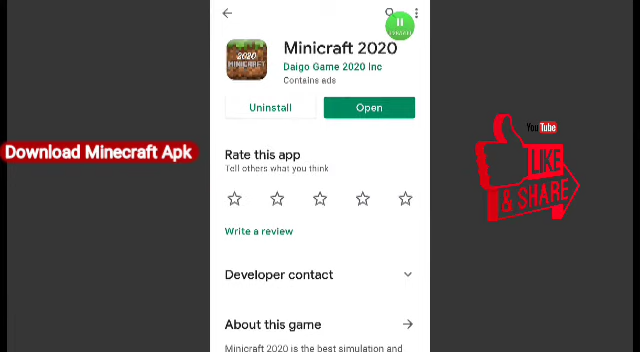 Minicraft 2020
Daigo Game 2020 Inc
Contains ads
2020
MINICRAFT
Uninstall
Open
Download Minecraft Apk
Rate this app
Tell others what you think
Write a review
Developer contact
About this game
Minicraft 2020 is the best simulation and
YouTube
LIKE
& SHARE